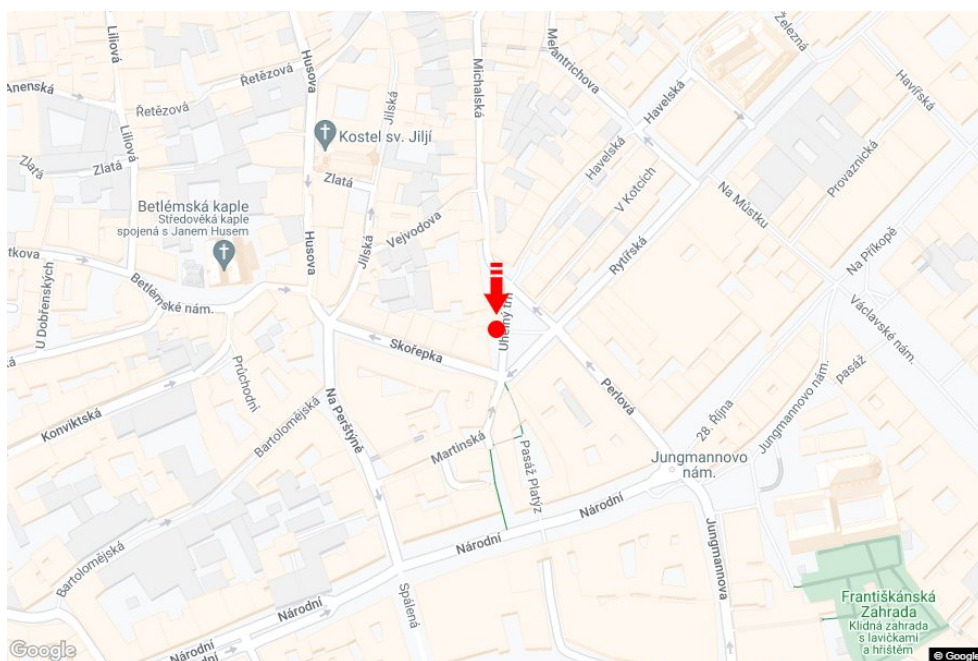 Anenská
Liliová
Řetězová
Husova
Michalská
Melantrichova
Železná
Řetězová
Jilská
Havelská
Havířská
Liliová
Kostel sv. Jiljí
Havelská
Zlatá
Zlatá
Zlatá
V Kotcích
Provaznická
Betlémská kaple
Středověká kaple
spojená s Janem Husem
Vejvodova
Na Můstku
Husova
Jilská
Rytířská
Na Příkopě
tkova
Betlémské nám.
U Dobřenských
Uhelný trh
Václavské nám.
Skořepka
Průchodní
Na Perštýně
Perlová
pasáž
Konviktská
Bartolomějská
28. Října
Jungmannovo nám.
Martinská
Pasáž Platýz
Jungmannovo
nám.
Národní
Národní
Jungmannova
Bartolomějská
Spálená
Národní
Národní
Františkánská
Zahrada
Klidná zahrada
s lavičkami
a hřištěm
Google
© Google